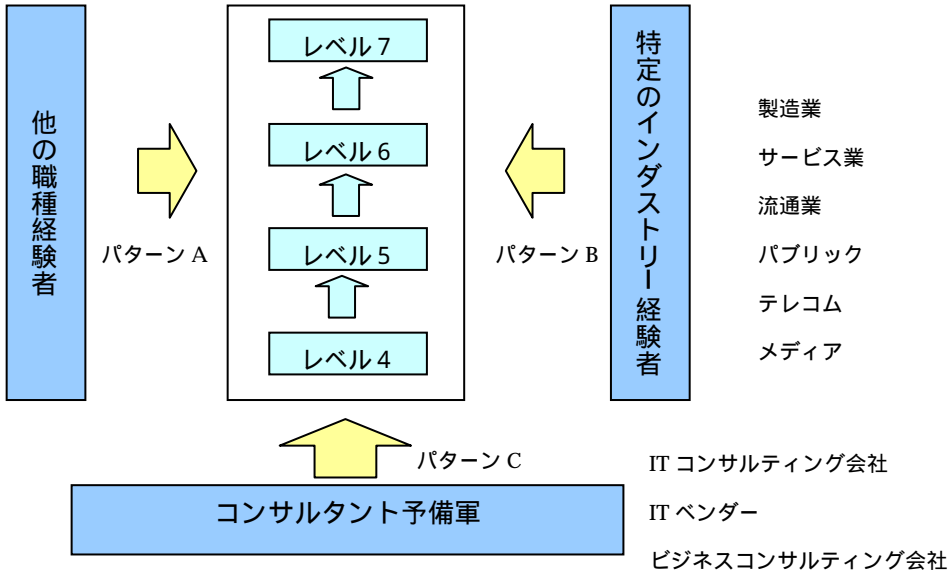 他の職種経験者
パターン A
レベル 7
レベル 6
レベル 5
レベル 4
パターン B
特定のインダストリー経験者
製造業
サービス業
流通業
パブリック
テレコム
メディア
パターン C
コンサルタント予備軍
IT コンサルティング会社
IT ベンダー
ビジネスコンサルティング会社